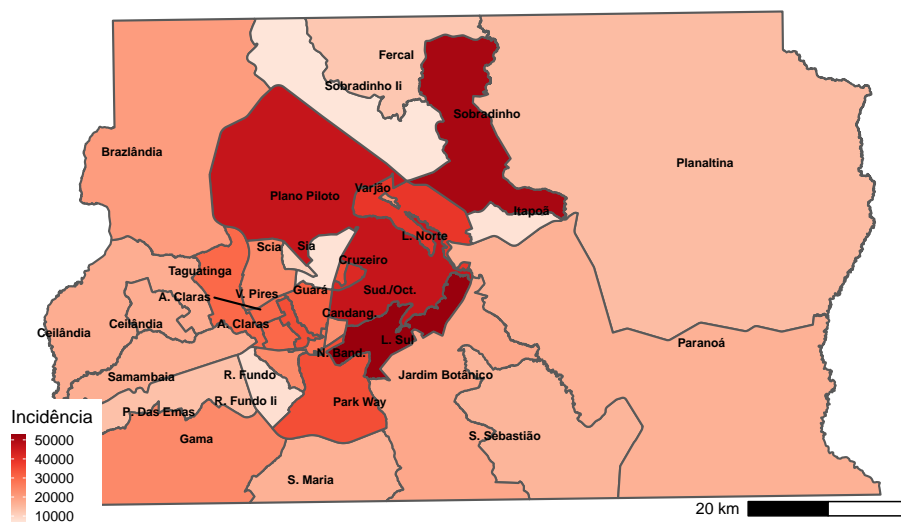 Fercal
Sobradinho Ii
Sobradinho
Brazlândia
Planaltina
Varjão
Plano Piloto
Itapoã
L. Norte
Scia
Sia
Cruzeiro
Taguatinga
V. Pires
Guará
Sud./Oct.
A. Claras
Candang.
Ceilândia
Ceilândia
A. Claras
L. Sul
Paranoá
N. Band.
Samambaia
R. Fundo
Jardim Botânico
R. Fundo Ii
Park Way
P. Das Emas
Gama
S. Sebastião
S. Maria
Incidência
50000
40000
30000
20000
10000
20 km